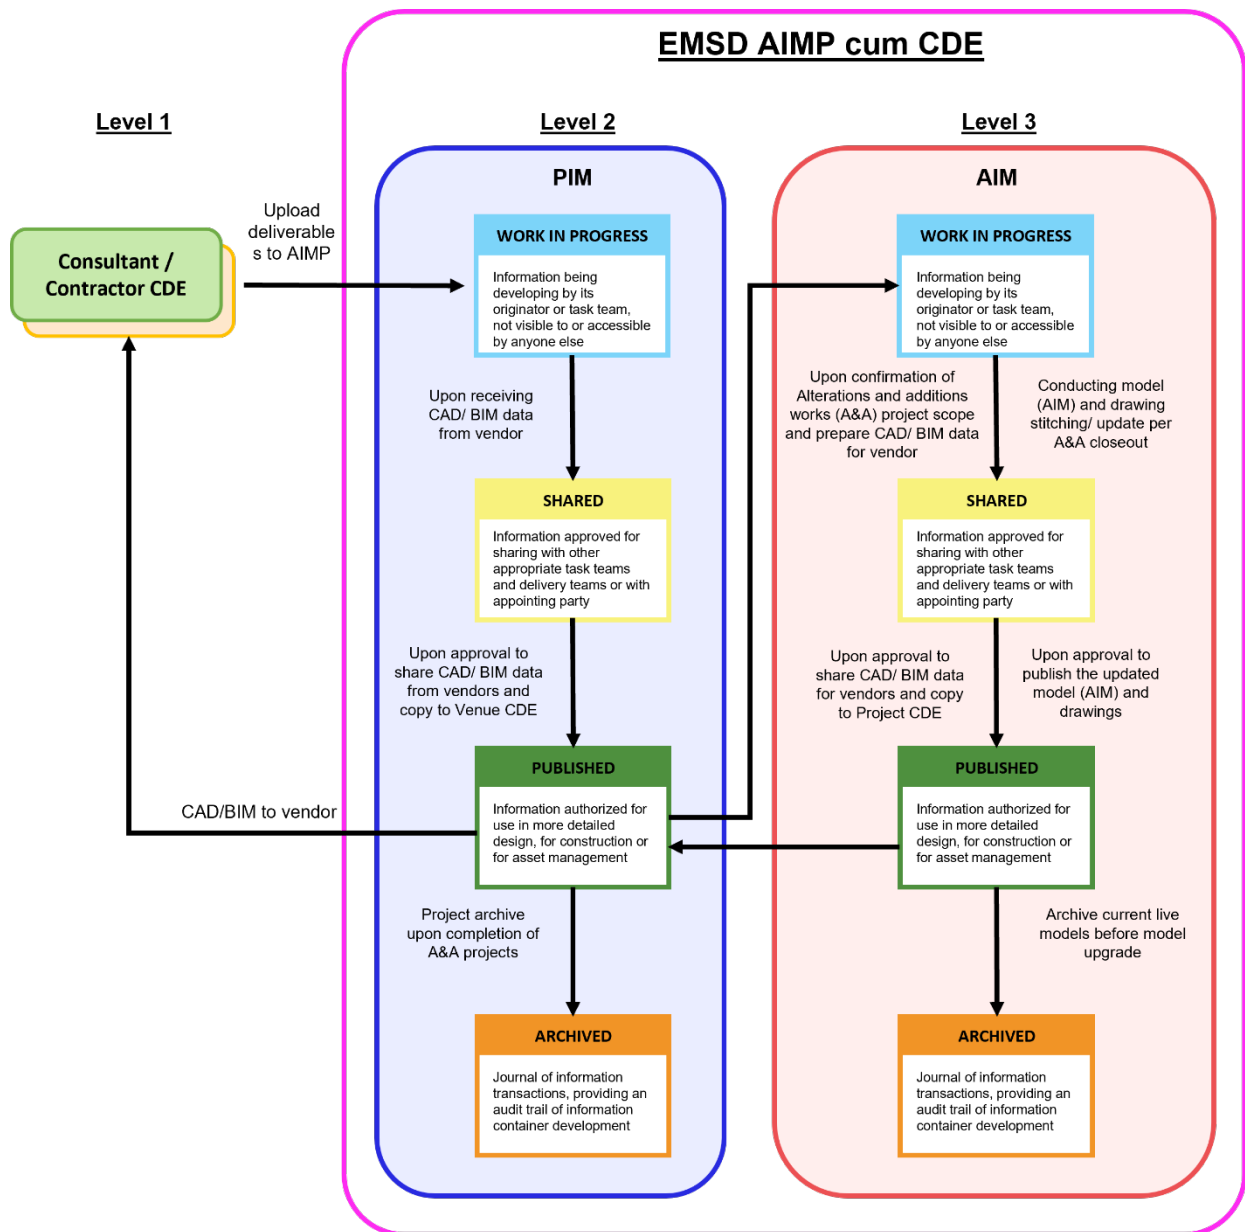 EMSD AIMP cum CDE
Level 1
Level 2
Level 3
PIM
AIM
Consultant /
Contractor CDE
Upload
deliverable
s to AIMP
WORK IN PROGRESS
Information being
developing by its
originator or task team,
not visible to or accessible
by anyone else
Upon receiving
CAD/ BIM data
from vendor
SHARED
Information approved for
sharing with other
appropriate task teams
and delivery teams or with
appointing party
Upon approval to
share CAD/ BIM data
from vendors and
copy to Venue CDE
PUBLISHED
Information authorized for
use in more detailed
design, for construction or
for asset management
CAD/BIM to vendor
Project archive
upon completion of
A&A projects
ARCHIVED
Journal of information
transactions, providing an
audit trail of information
container development
WORK IN PROGRESS
Information being
developing by its
originator or task team,
not visible to or accessible
by anyone else
Upon confirmation of
Alterations and additions
works (A&A) project scope
and prepare CAD/ BIM data
for vendor
Conducting model
(AIM) and drawing
stitching/ update per
A&A closeout
SHARED
Information approved for
sharing with other
appropriate task teams
and delivery teams or with
appointing party
Upon approval to
share CAD/ BIM data
for vendors and copy
to Project CDE
Upon approval to
publish the updated
model (AIM) and
drawings
PUBLISHED
Information authorized for
use in more detailed
design, for construction or
for asset management
Archive current live
models before model
upgrade
ARCHIVED
Journal of information
transactions, providing an
audit trail of information
container development